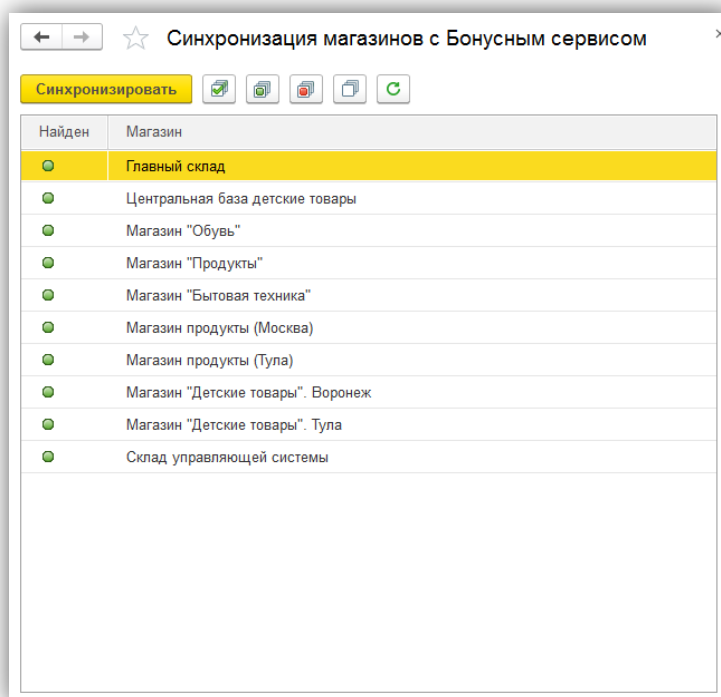 Синхронизация магазинов с Бонусным сервисом
Синхронизировать
Найден Магазин
Главный склад
Центральная база детские товары
Магазин "Обувь"
Магазин "Продукты"
Магазин "Бытовая техника"
Магазин продукты (Москва)
Магазин продукты (Тула)
Магазин "Детские товары". Воронеж
Магазин "Детские товары". Тула
Склад управляющей системы